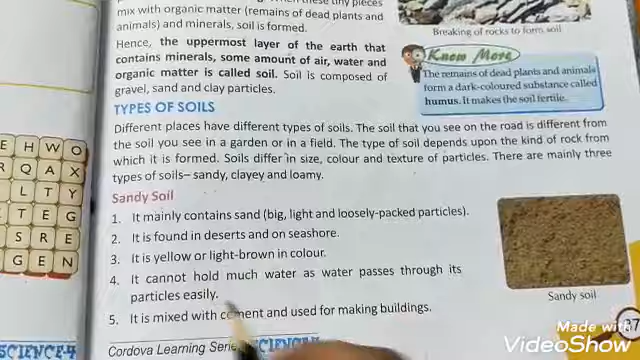 these tiny pieces
mix with organic matter (remains of dead plants and
animals) and minerals, soil is formed.
Hence, the uppermost layer of the earth that
contains minerals, some amount of air, water and
organic matter is called soil. Soil is composed of
gravel, sand and clay particles.
Breaking of rocks to form soil
Know More
The remains of dead plants and animals
form a dark-coloured substance called
humus. It makes the soil fertile.
TYPES OF SOILS
Different places have different types of soils. The soil that you see on the road is different from
the soil you see in a garden or in a field. The type of soil depends upon the kind of rock from
which it is formed. Soils differ in size, colour and texture of particles. There are mainly three
types of soils– sandy, clayey and loamy.
Sandy Soil
1. It mainly contains sand (big, light and loosely-packed particles).
2. It is found in deserts and on seashore.
3. It is yellow or light-brown in colour.
4. It cannot hold much water as water passes through its
particles easily.
5. It is mixed with cement and used for making buildings.
Sandy soil
E H W O
R Q A X
L T Y
T E G
S R E
G E N
SCIENCE-4
Cordova Learning Series
SCIENCE
37
Made with
VideoShow